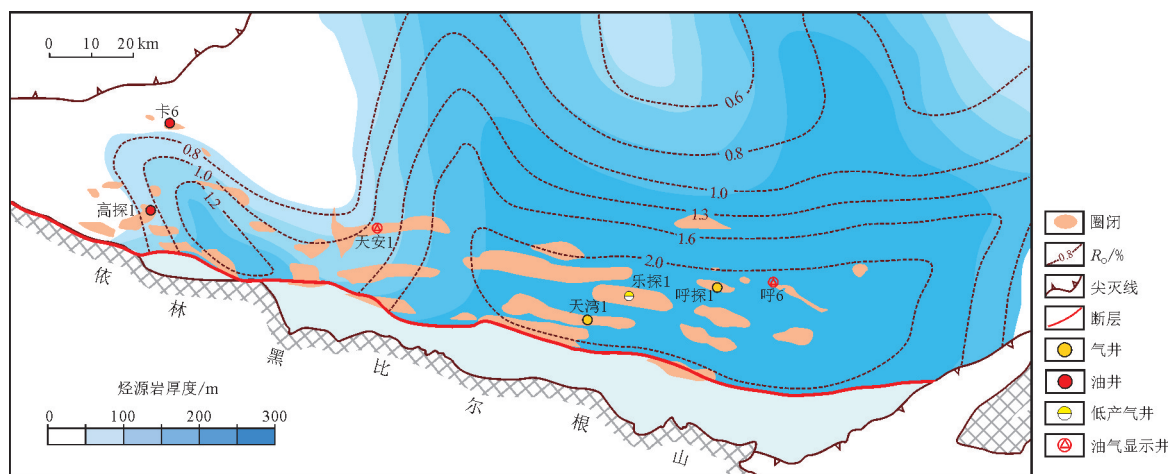 0 10 20 km
卡6
0.8
1.0
1.2
高探1
天安1
0.6
0.8
1.0
1.3
1.6
2.0
乐探1
呼探1
呼6
天湾1
依林黑比尔根山
烃源岩厚度/m
0 100 200 300
圈闭
0.8 Ro/%
尖灭线
断层
气井
油井
低产气井
油气显示井